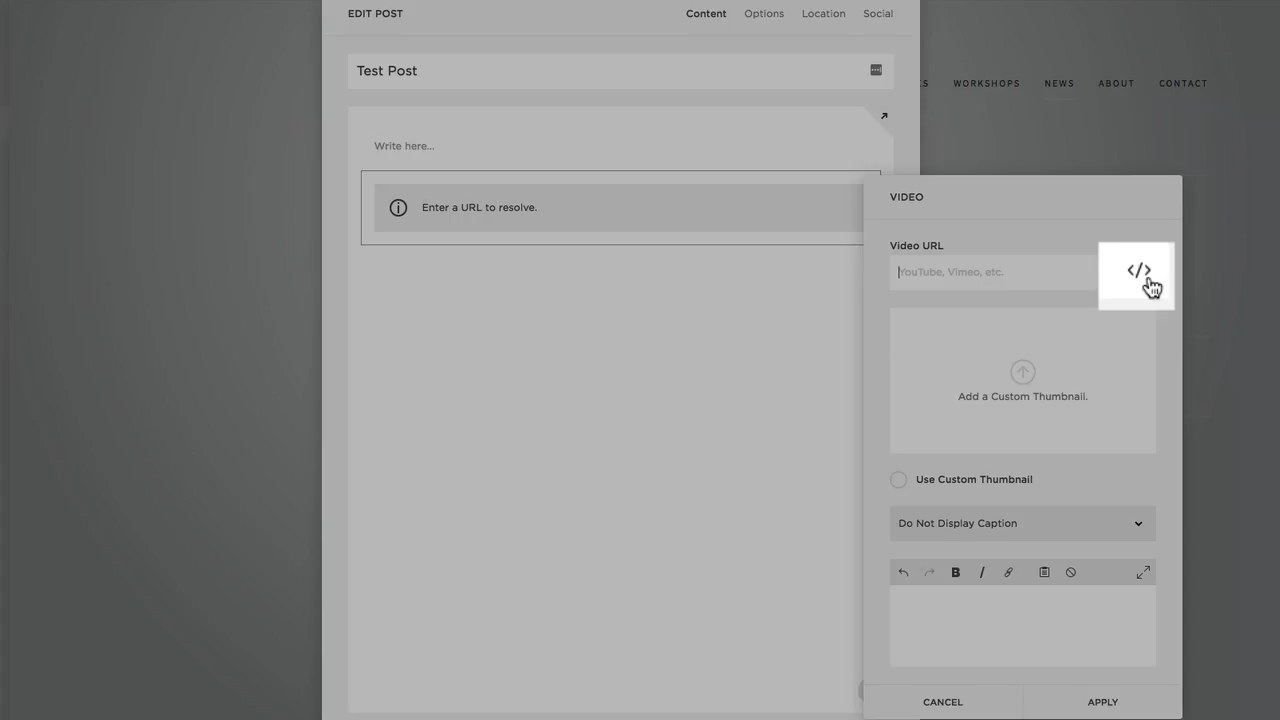 EDIT POST
Content Options Location Social
Test Post
WORKSHOPS NEWS ABOUT CONTACT
Write here...
Enter a URL to resolve.
VIDEO
Video URL
YouTube, Vimeo, etc.
</>
Add a Custom Thumbnail.
Use Custom Thumbnail
Do Not Display Caption
B I
CANCEL APPLY